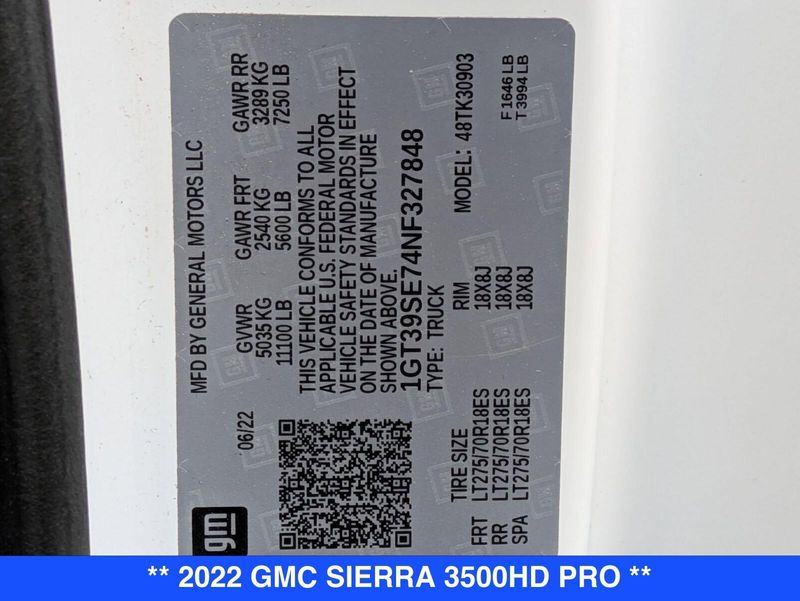 MFD BY GENERAL MOTORS LLC
06/22
GVWR
5035 KG
11100 LB
GAWR FRT
2540 KG
5600 LB
GAWR RR
3289 KG
7250 LB
THIS VEHICLE CONFORMS TO ALL
APPLICABLE U.S. FEDERAL MOTOR
VEHICLE SAFETY STANDARDS IN EFFECT
ON THE DATE OF MANUFACTURE
SHOWN ABOVE.
1GT39SE74NF327848
TYPE: TRUCK
MODEL: 48TK30903
TIRE SIZE RIM
FRT LT275/70R18ES 18X8J
RR LT275/70R18ES 18X8J
SPA LT275/70R18ES 18X8J
F 1646 LB
T 3994 LB
gm
** 2022 GMC SIERRA 3500HD PRO **